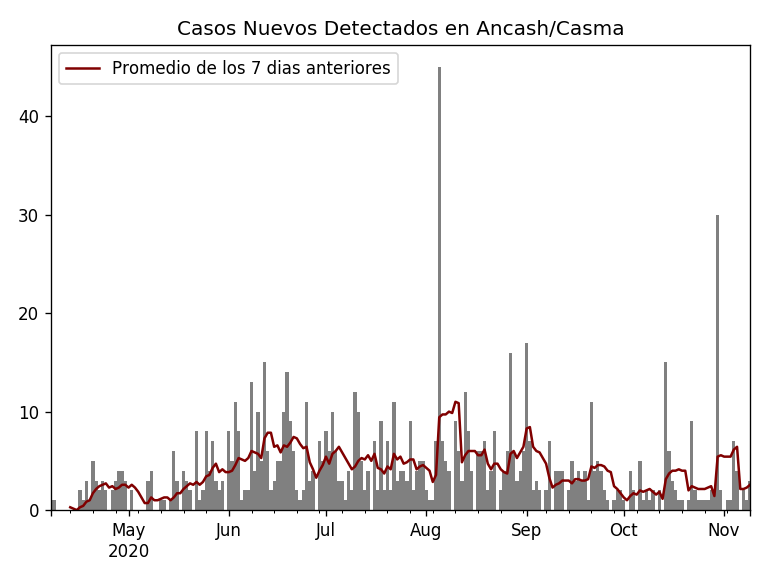 Casos Nuevos Detectados en Ancash/Casma
Promedio de los 7 dias anteriores
40
30
20
10
0
May Jun Jul Aug Sep Oct Nov
2020